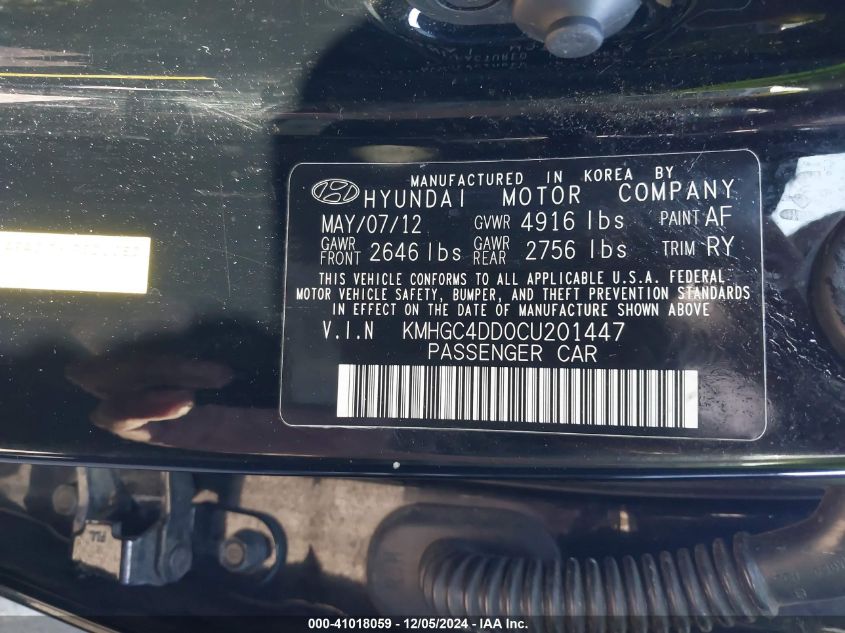 MANUFACTURED IN KOREA BY
HYUNDAI MOTOR COMPANY
MAY/07/12 GVWR 4916 lbs PAINT AF
GAWR FRONT 2646 lbs GAWR REAR 2756 lbs TRIM RY
THIS VEHICLE CONFORMS TO ALL APPLICABLE U.S.A. FEDERAL
MOTOR VEHICLE SAFETY, BUMPER, AND THEFT PREVENTION STANDARDS
IN EFFECT ON THE DATE OF MANUFACTURE SHOWN ABOVE
V.I.N KMHGC4DD0CU201447
PASSENGER CAR
000-41018059 - 12/05/2024 - IAA Inc.